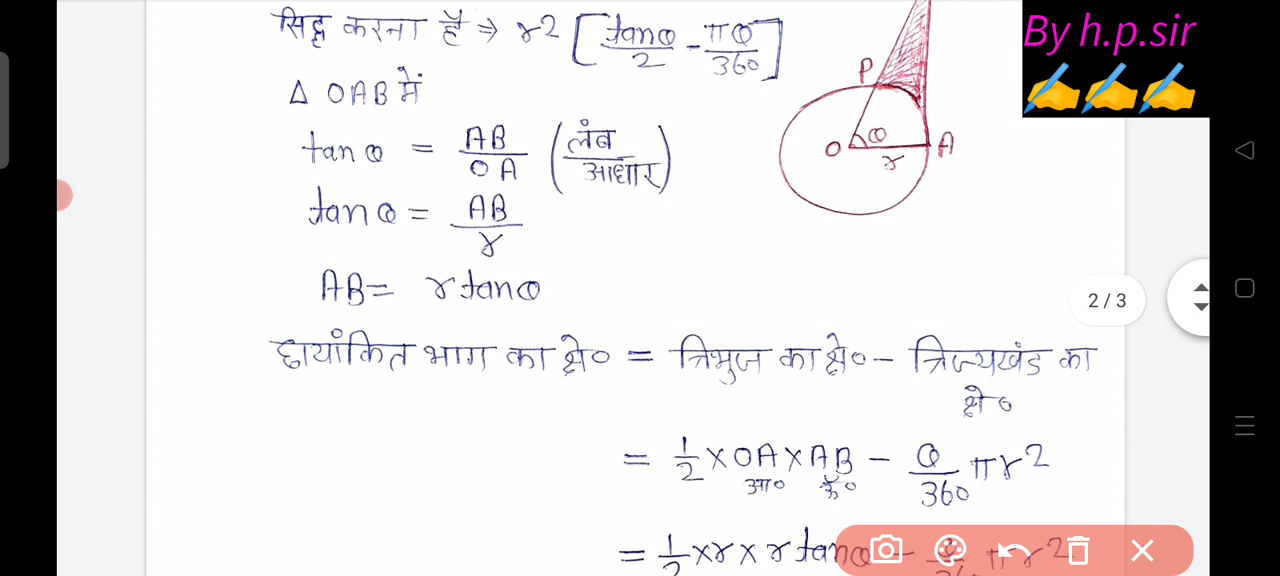 सिद्ध करना है ⇒ r2 [tanθ/2 - πθ/360]
By h.p.sir
Δ OAB में
P
O θ r A
tan θ = AB/OA (लंब/आधार)
tan θ = AB/r
AB = r tanθ
2 / 3
छायांकित भाग का क्षे० = त्रिभुज का क्षे० - त्रिज्यखंड का
क्षे०
= 1/2 × OA × AB - θ/360 πr2
आ० ऊँ०
= 1/2 × r × r tanθ - πr2